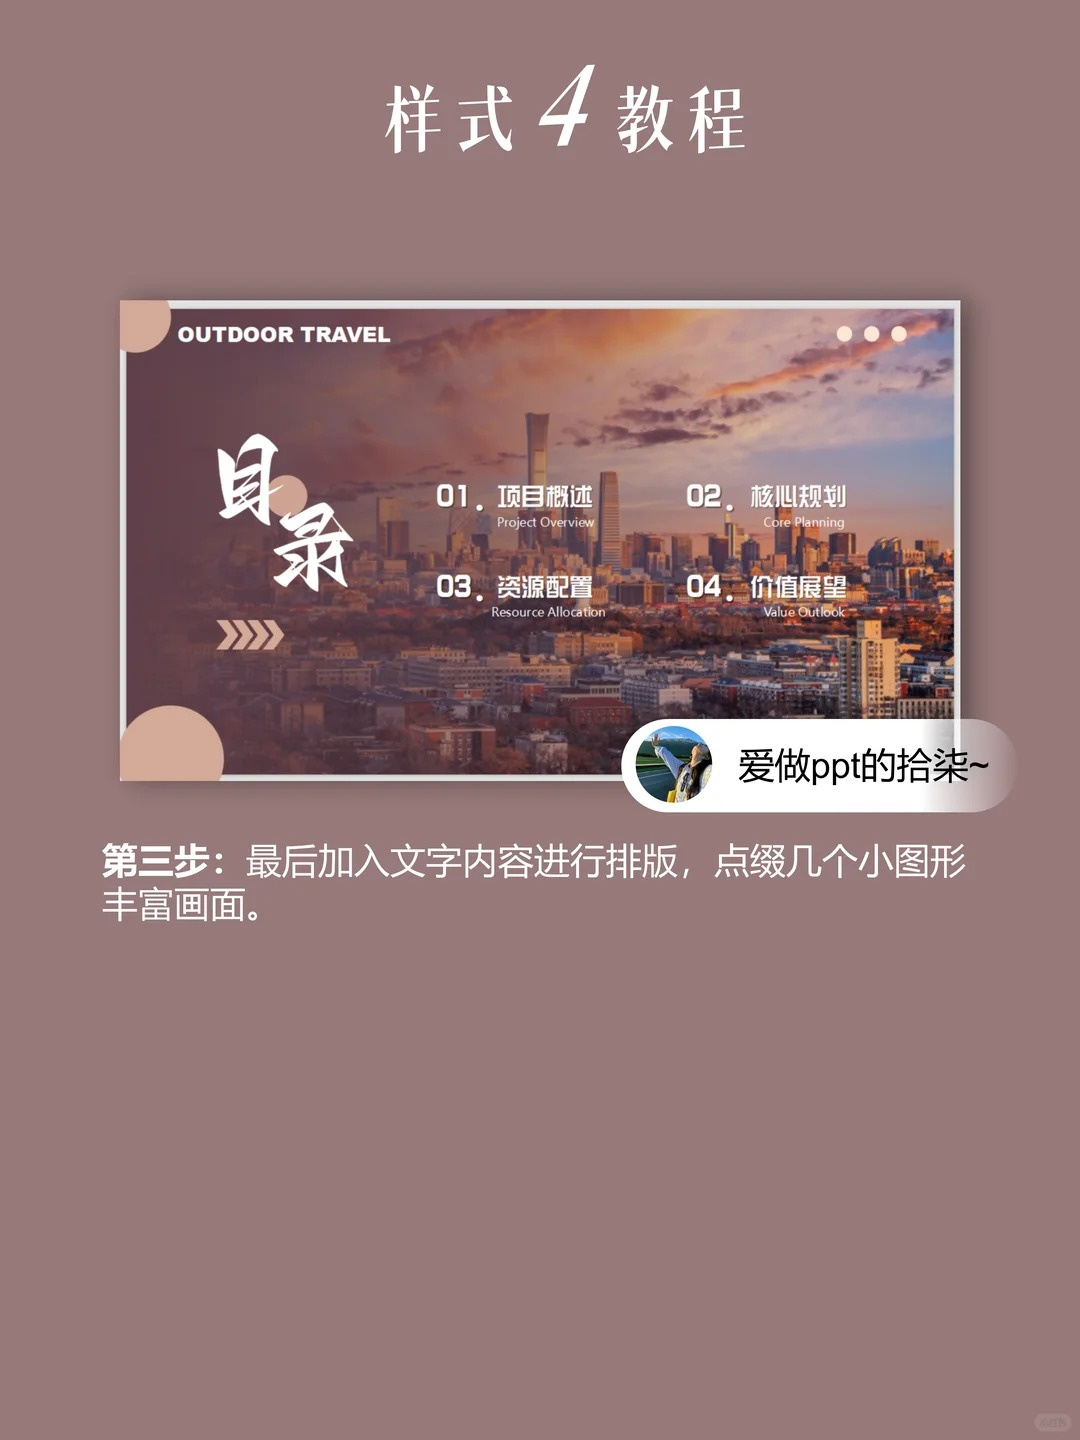 样式4教程
OUTDOOR TRAVEL
目录
01. 项目概述
Project Overview
02. 核心规划
Core Planning
03. 资源配置
Resource Allocation
04. 价值展望
Value Outlook
爱做ppt的拾柒~
第三步：最后加入文字内容进行排版，点缀几个小图形
丰富画面。